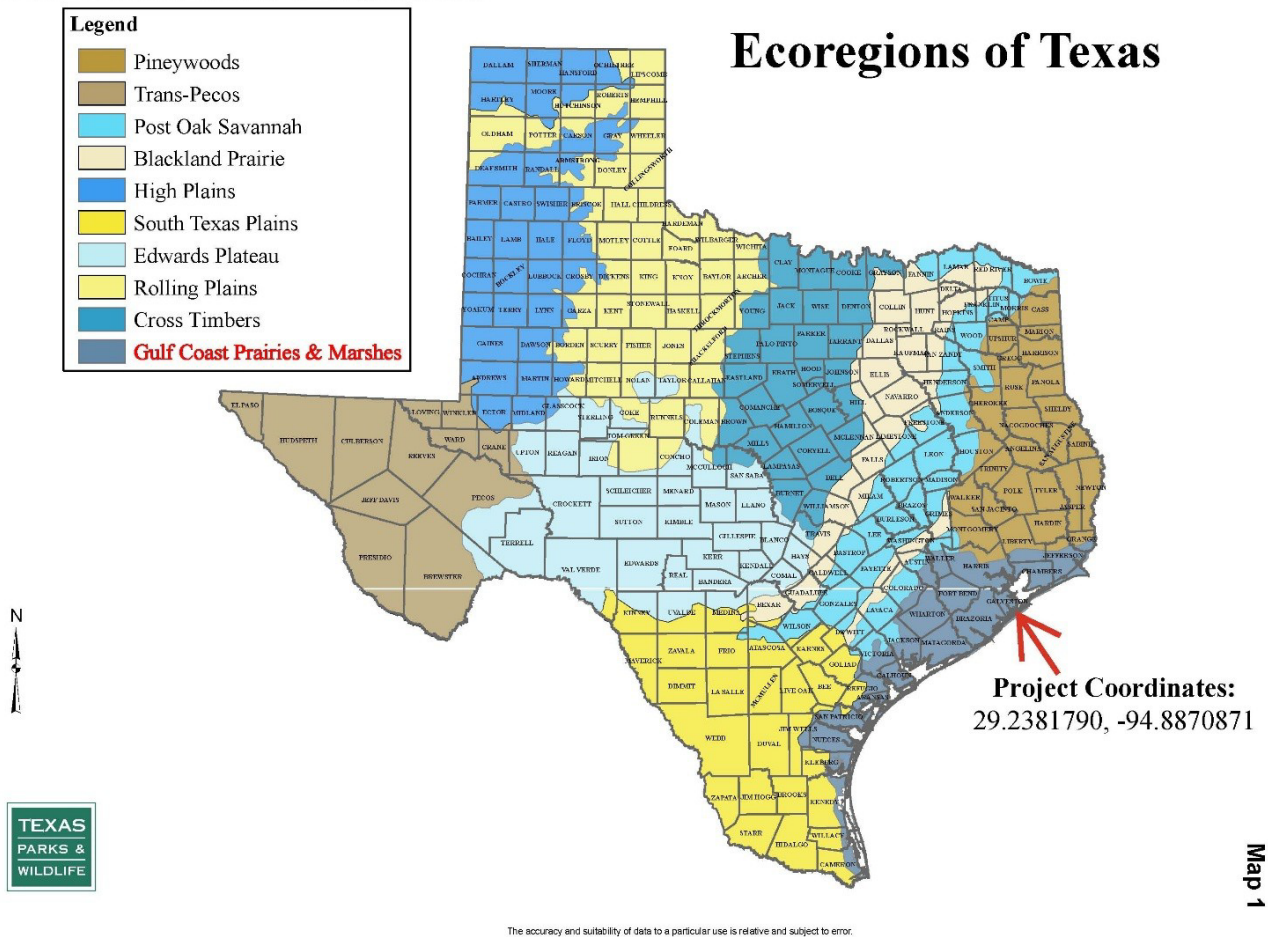 Legend
Pineywoods
Trans-Pecos
Post Oak Savannah
Blackland Prairie
High Plains
South Texas Plains
Edwards Plateau
Rolling Plains
Cross Timbers
Gulf Coast Prairies & Marshes
Ecoregions of Texas
DALLAM SHERMAN HANSFORD OCHILTREE LIPSCOMB
HARTLEY MOORE HUTCHINSON ROBERTS HEMPHILL
OLDHAM POTTER CARSON GRAY WHEELER
DEAF SMITH RANDALL ARMSTRONG DONLEY COLLINGSWORTH
PARMER CASTRO SWISHER BRISCOE HALL CHILDRESS
HARDEMAN
BAILEY LAMB HALE FLOYD MOTLEY COTTLE FOARD WILBARGER WICHITA
CLAY MONTAGUE COOKE GRAYSON FANNIN LAMAR RED RIVER BOWIE
COCHRAN HOCKLEY LUBBOCK CROSBY DICKENS KING KNOX BAYLOR ARCHER
DELTA TITUS MORRIS CASS
YOAKUM TERRY LYNN GARZA KENT STONEWALL HASKELL THROCKMORTON YOUNG JACK WISE DENTON COLLIN HUNT HOPKINS FRANKLIN CAMP
GAINES DAWSON BORDEN SCURRY FISHER JONES SHACKELFORD STEPHENS PALO PINTO PARKER TARRANT DALLAS ROCKWALL KAUFMAN RAINS VAN ZANDT WOOD UPSHUR MARION HARRISON
ANDREWS MARTIN HOWARD MITCHELL NOLAN TAYLOR CALLAHAN EASTLAND ERATH HOOD SOMERVELL JOHNSON ELLIS HENDERSON SMITH GREGG RUSK PANOLA
EL PASO HUDSPETH CULBERSON REEVES LOVING WINKLER ECTOR MIDLAND GLASSCOCK STERLING COKE RUNNELS COLEMAN BROWN COMANCHE HAMILTON BOSQUE HILL NAVARRO ANDERSON CHEROKEE NACOGDOCHES SHELBY
WARD CRANE UPTON REAGAN IRION TOM GREEN CONCHO MCCULLOCH MILLS CORYELL MCLENNAN LIMESTONE FREESTONE LEON HOUSTON ANGELINA SAN AUGUSTINE SABINE
JEFF DAVIS PECOS CROCKETT SCHLEICHER MENARD MASON SAN SABA LLANO LAMPASAS BURNET BELL FALLS MILAM ROBERTSON MADISON TRINITY POLK TYLER JASPER NEWTON
PRESIDIO BREWSTER TERRELL SUTTON KIMBLE GILLESPIE BLANCO WILLIAMSON TRAVIS BURLESON BRAZOS GRIMES WALKER SAN JACINTO HARDIN
VAL VERDE EDWARDS REAL KERR BANDERA KENDALL COMAL HAYS CALDWELL BASTROP LEE WASHINGTON MONTGOMERY LIBERTY ORANGE
KINNEY UVALDE MEDINA BEXAR GUADALUPE GONZALES FAYETTE AUSTIN WALLER HARRIS CHAMBERS JEFFERSON
MAVERICK ZAVALA FRIO ATASCOSA WILSON KARNES DEWITT LAVACA COLORADO WHARTON FORT BEND BRAZORIA GALVESTON
DIMMIT LA SALLE MCMULLEN LIVE OAK BEE GOLIAD VICTORIA JACKSON MATAGORDA
WEBB DUVAL JIM WELLS SAN PATRICIO REFUGIO ARANSAS CALHOUN
NUECES KLEBERG
ZAPATA JIM HOGG BROOKS KENEDY
STARR HIDALGO WILLACY
CAMERON
Project Coordinates:
29.2381790, -94.8870871
N
TEXAS
PARKS &
WILDLIFE
Map 1
The accuracy and suitability of data to a particular use is relative and subject to error.